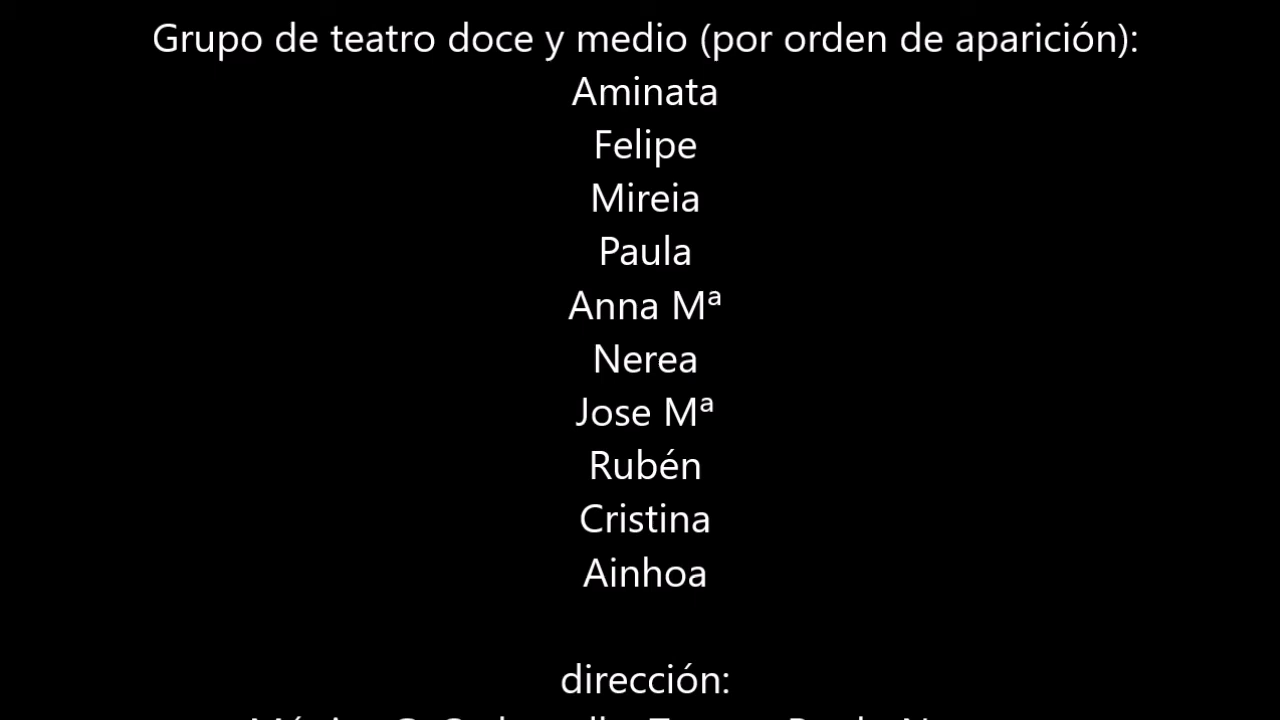 Grupo de teatro doce y medio (por orden de aparición):
Aminata
Felipe
Mireia
Paula
Anna Mª
Nerea
Jose Mª
Rubén
Cristina
Ainhoa
dirección: